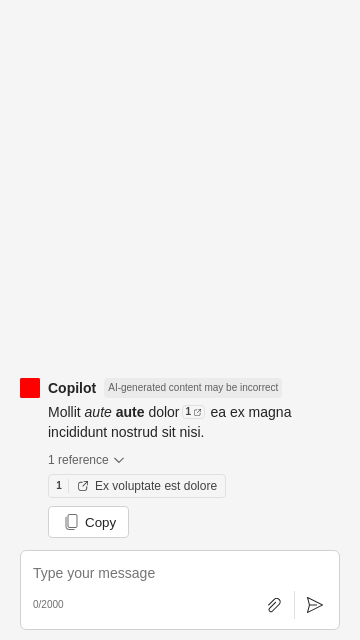 Copilot AI-generated content may be incorrect
Mollit aute aute dolor 1 ea ex magna
incididunt nostrud sit nisi.
1 reference
1 Ex voluptate est dolore
Copy
Type your message
0/2000